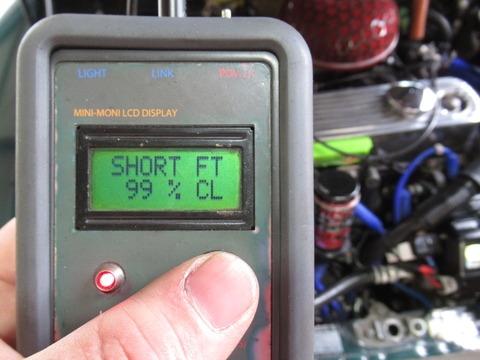 LIGHT LINK POWER
MINI-MONI LCD DISPLAY
SHORT FT
99 % CL